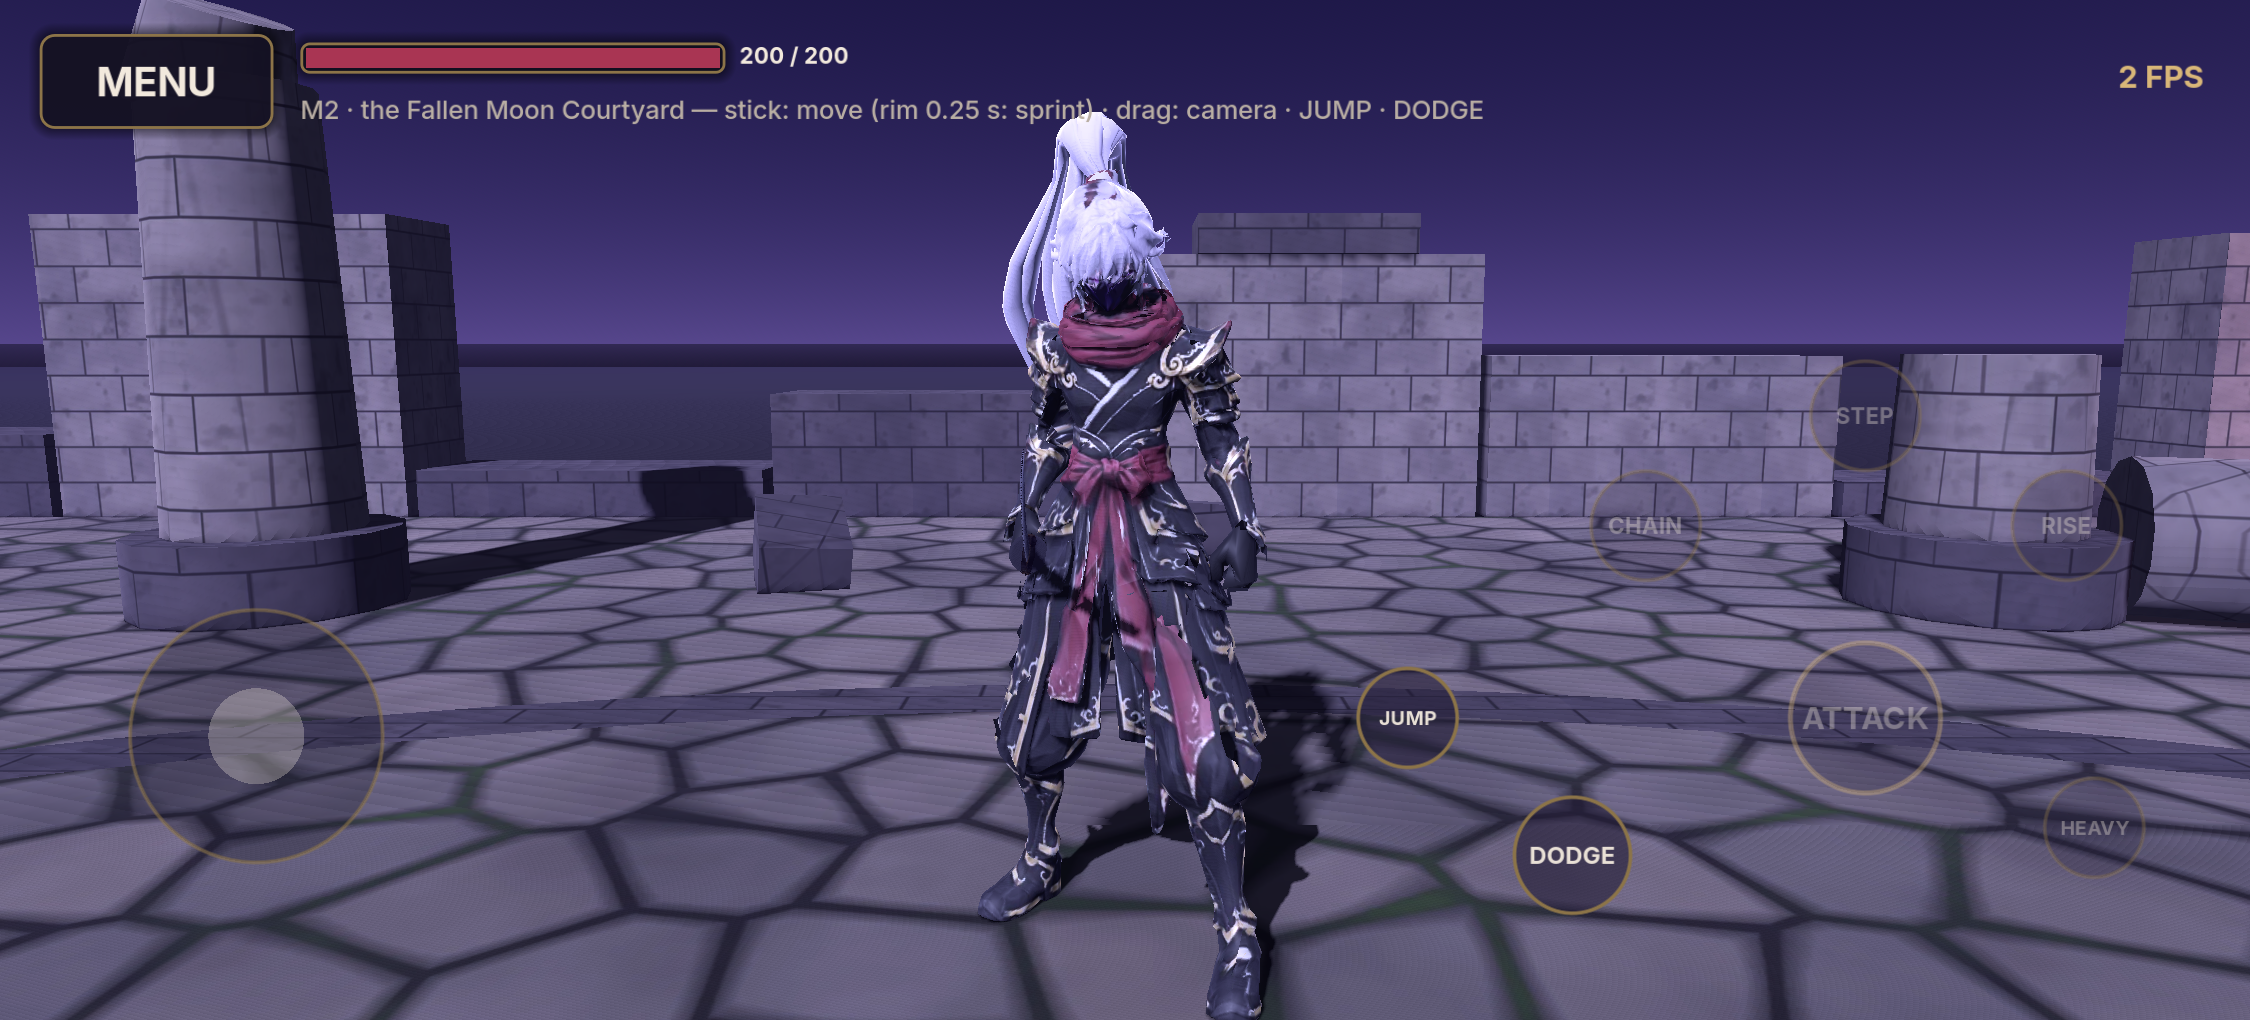 MENU
200 / 200
2 FPS
M2 · the Fallen Moon Courtyard — stick: move (rim 0.25 s: sprint) · drag: camera · JUMP · DODGE
STEP
CHAIN
RISE
JUMP
ATTACK
HEAVY
DODGE